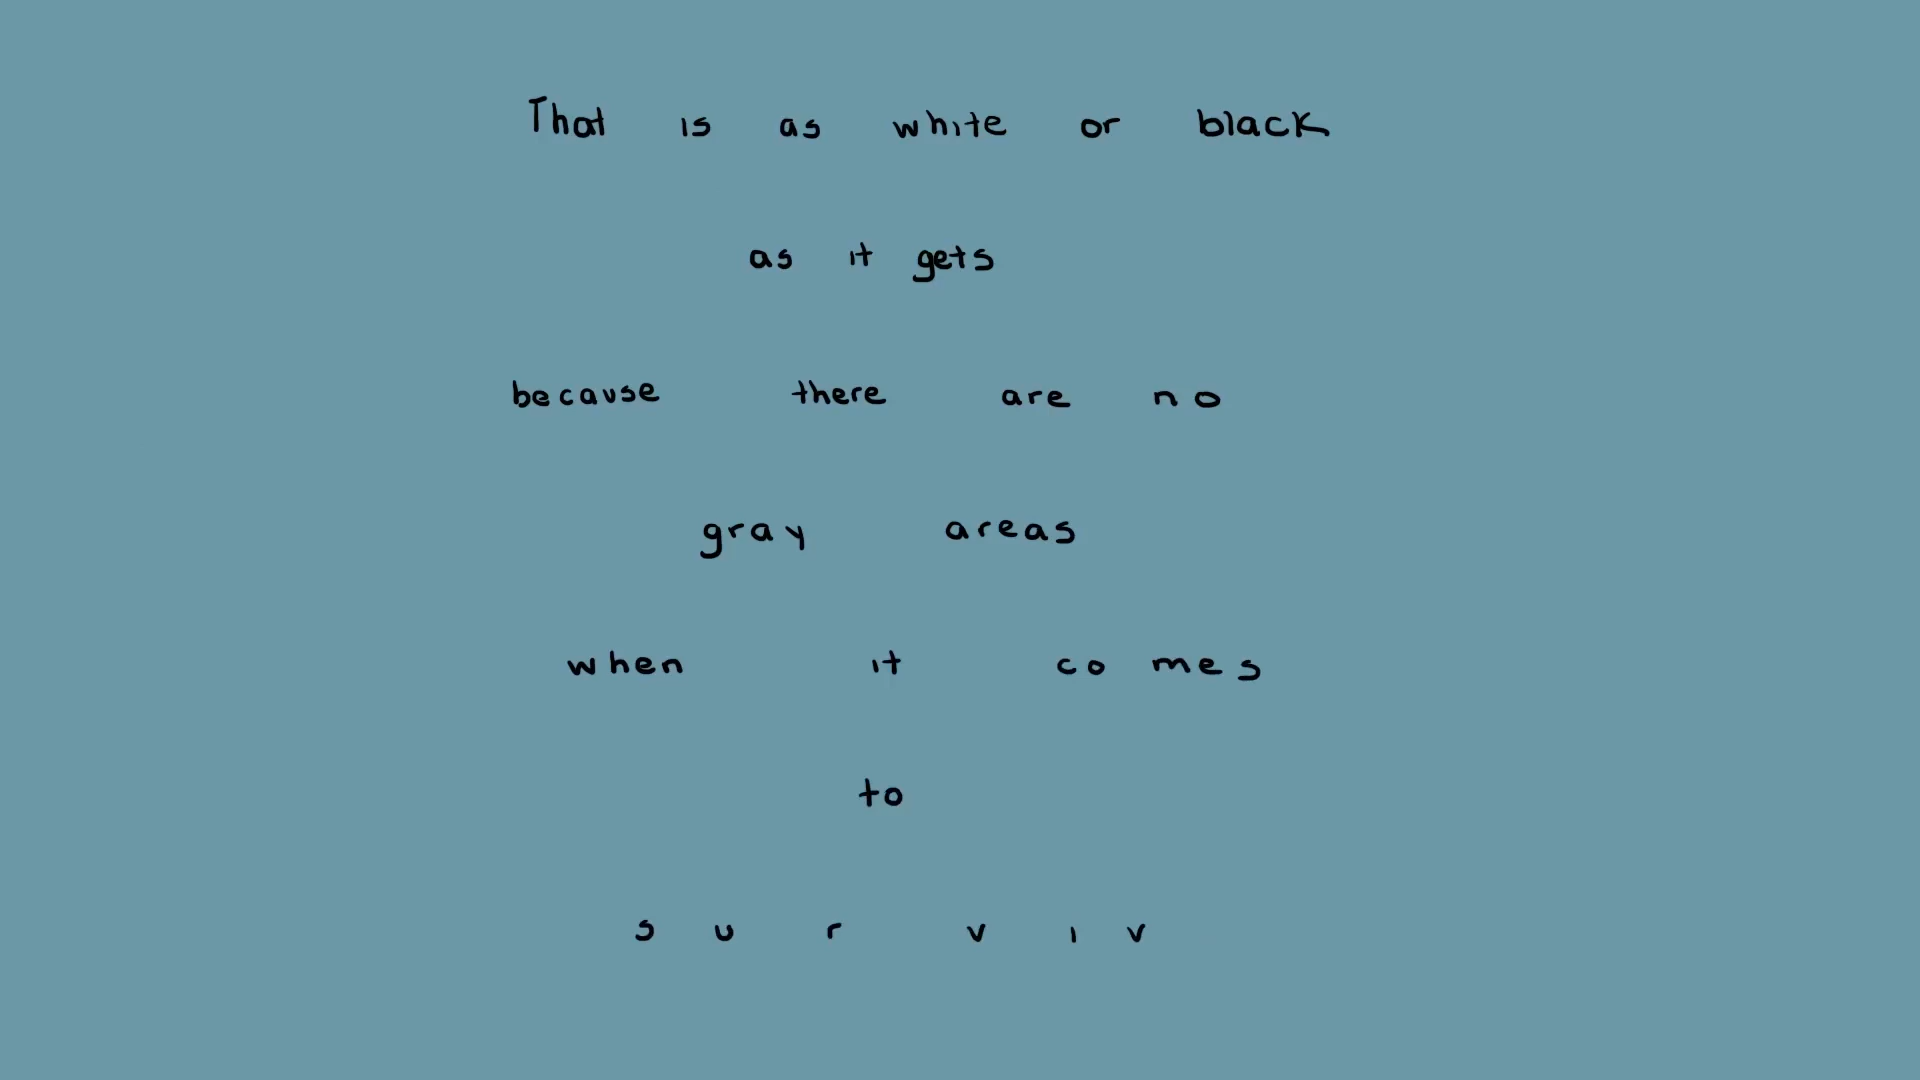 That is as white or black
as it gets
because there are no
gray areas
when it comes
to
s u r v i v